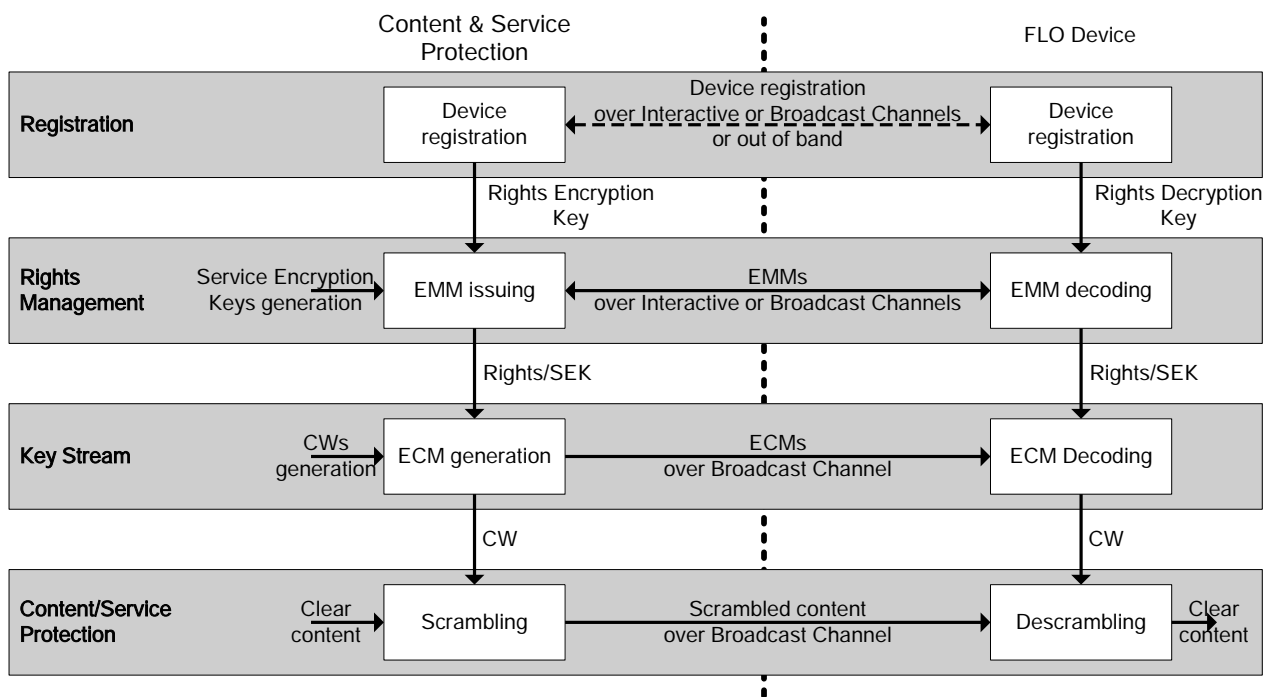 Content & Service
Protection
FLO Device
Registration
Device
registration
Device registration
over Interactive or Broadcast Channels
or out of band
Device
registration
Rights Encryption
Key
Rights Decryption
Key
Rights
Management
Service Encryption
Keys generation
EMM issuing
EMMs
over Interactive or Broadcast Channels
EMM decoding
Rights/SEK
Rights/SEK
Key Stream
CWs
generation
ECM generation
ECMs
over Broadcast Channel
ECM Decoding
CW
CW
Content/Service
Protection
Clear
content
Scrambling
Scrambled content
over Broadcast Channel
Descrambling
Clear
content